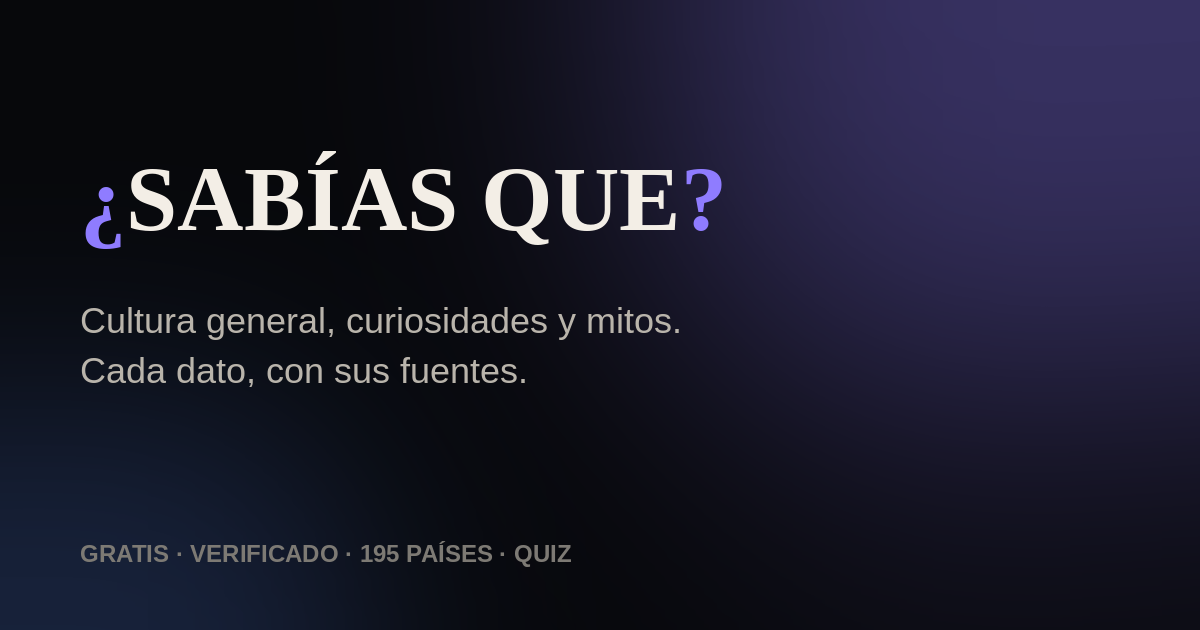 ¿SABÍAS QUE?
Cultura general, curiosidades y mitos.
Cada dato, con sus fuentes.
GRATIS · VERIFICADO · 195 PAÍSES · QUIZ